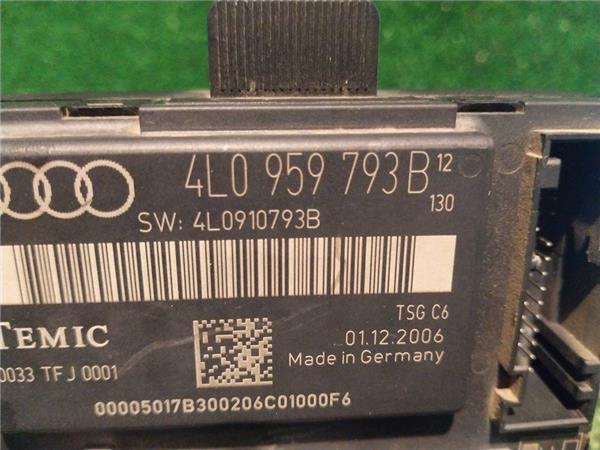 4L0 959 793 B 12
130
SW: 4L0910793B
TSG C6
TEMIC
01.12.2006
0033 TF J 0001
Made in Germany
00005017B300206C01000F6